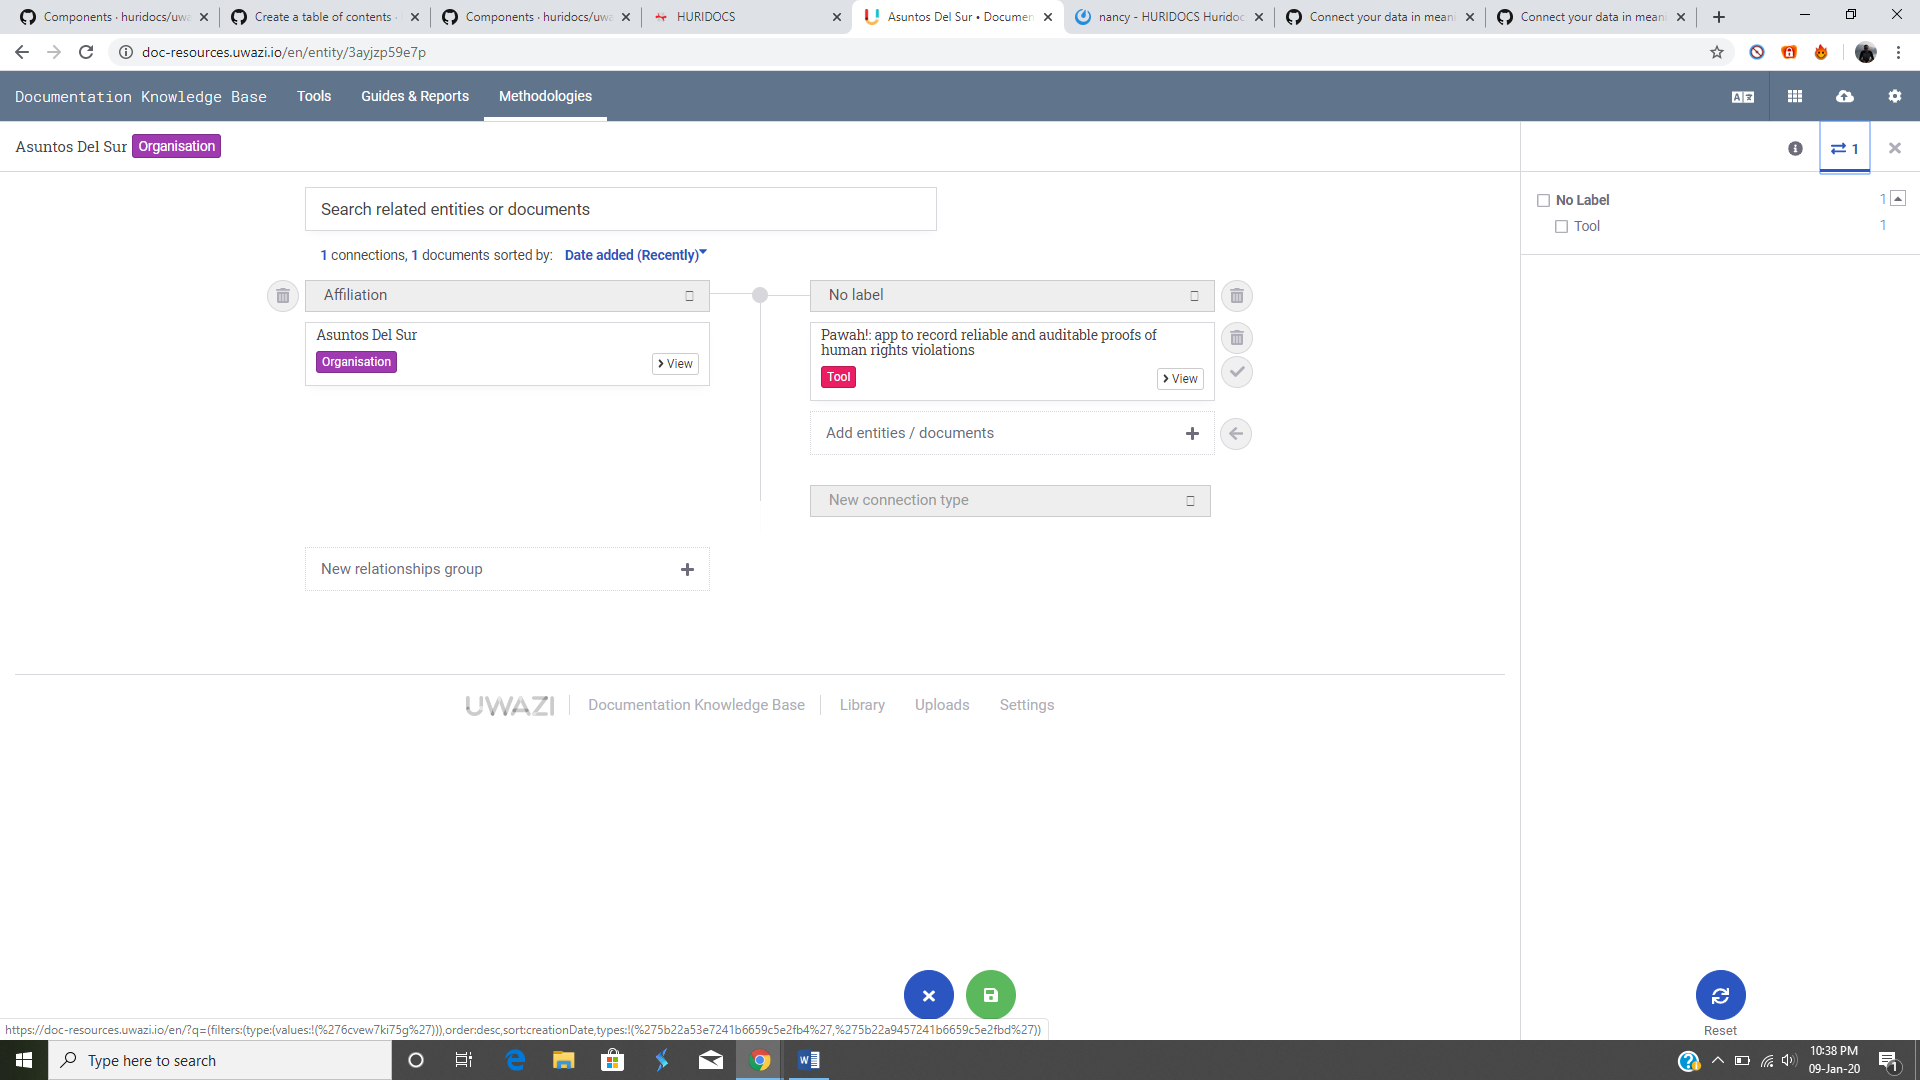 Components · huridocs/uwa
Create a table of contents ·
Components · huridocs/uwa
HURIDOCS
Asuntos Del Sur • Documen
nancy - HURIDOCS Huridoc
Connect your data in meani
Connect your data in meani
doc-resources.uwazi.io/en/entity/3ayjzp59e7p
Documentation Knowledge Base
Tools
Guides & Reports
Methodologies
Asuntos Del Sur Organisation
1
Search related entities or documents
No Label 1
Tool 1
1 connections, 1 documents sorted by: Date added (Recently)
Affiliation
No label
Asuntos Del Sur
Organisation
View
Pawah!: app to record reliable and auditable proofs of
human rights violations
Tool
View
Add entities / documents
New connection type
New relationships group
UWAZI
Documentation Knowledge Base
Library
Uploads
Settings
Reset
https://doc-resources.uwazi.io/en/?q=(filters:(type:(values:!(%276cvew7ki75g%27))),order:desc,sort:creationDate,types:!(%275b22a53e7241b6659c5e2fb4%27,%275b22a9457241b6659c5e2fbd%27))
Type here to search
10:38 PM
09-Jan-20
1